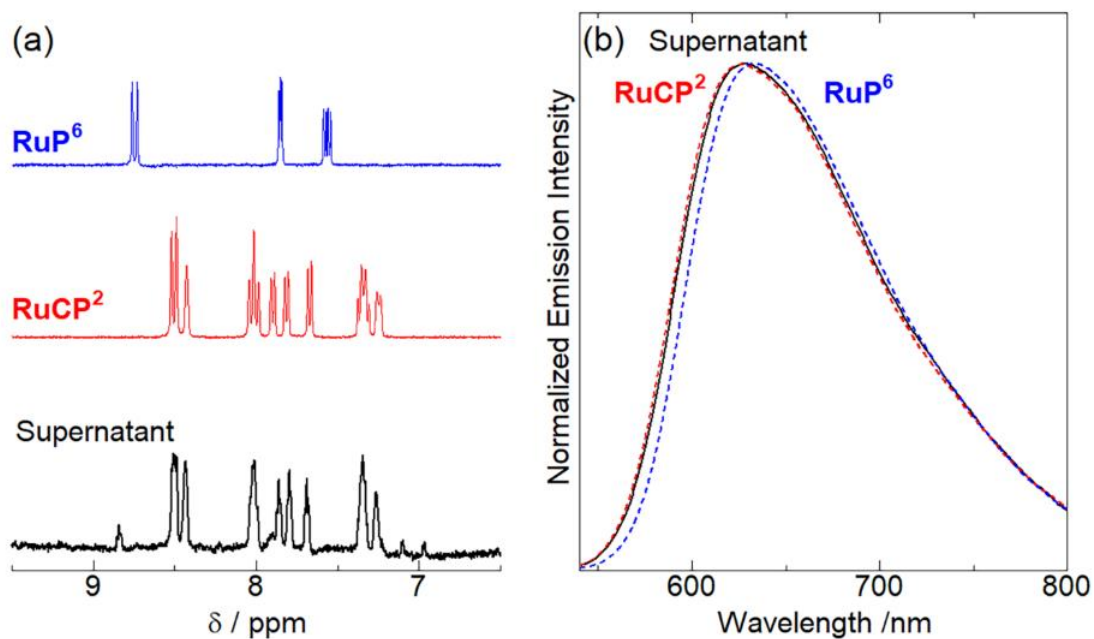 (a)
RuP⁶
RuCP²
Supernatant
9 8 7
δ / ppm
(b) Supernatant
RuCP² RuP⁶
Normalized Emission Intensity
600 700 800
Wavelength /nm